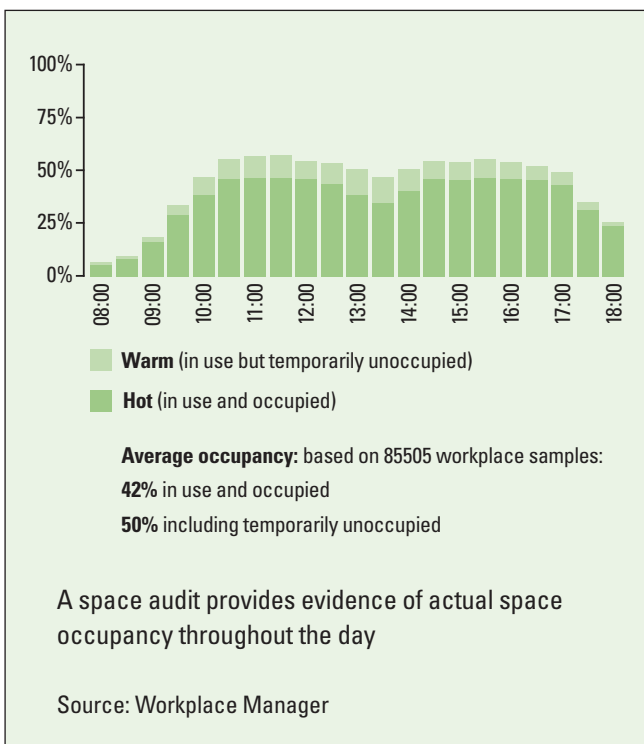 100%
75%
50%
25%
0%
08:00
09:00
10:00
11:00
12:00
13:00
14:00
15:00
16:00
17:00
18:00
Warm (in use but temporarily unoccupied)
Hot (in use and occupied)
Average occupancy: based on 85505 workplace samples:
42% in use and occupied
50% including temporarily unoccupied
A space audit provides evidence of actual space
occupancy throughout the day
Source: Workplace Manager